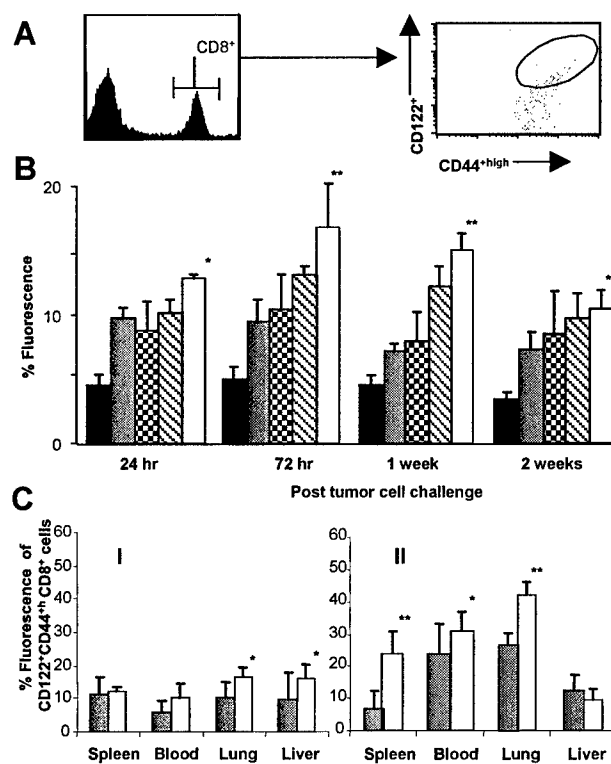 A
CD8+
CD122+
CD44+high
B
% Fluorescence
20
10
0
*
**
**
*
24 hr
72 hr
1 week
2 weeks
Post tumor cell challenge
C
% Fluorescence of
CD122+CD44+h CD8+ cells
I
60
50
40
30
20
10
0
*
*
Spleen
Blood
Lung
Liver
II
60
50
40
30
20
10
0
**
*
**
Spleen
Blood
Lung
Liver